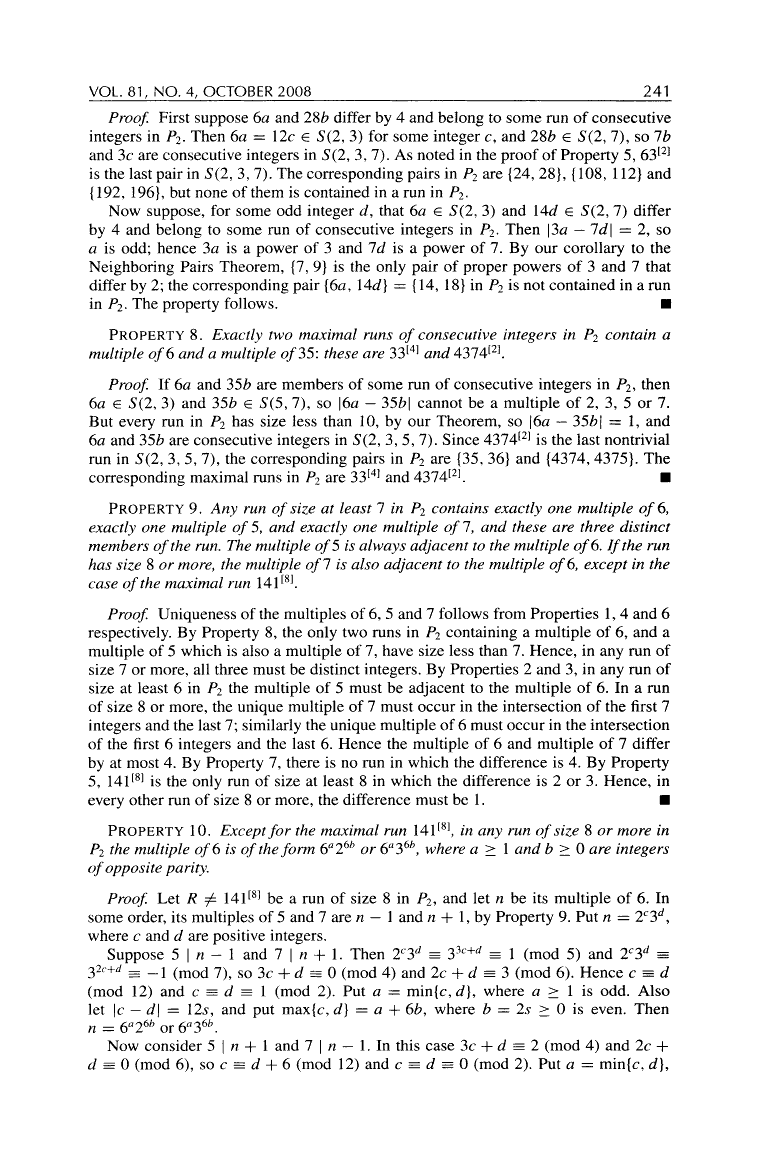 VOL. 81, NO. 4, OCTOBER 2008 241
Proof. First suppose 6a and 28b differ by 4 and belong to some run of consecutive
integers in P₂. Then 6a = 12c ∈ S(2, 3) for some integer c, and 28b ∈ S(2, 7), so 7b
and 3c are consecutive integers in S(2, 3, 7). As noted in the proof of Property 5, 63^[2]
is the last pair in S(2, 3, 7). The corresponding pairs in P₂ are {24, 28}, {108, 112} and
{192, 196}, but none of them is contained in a run in P₂.
Now suppose, for some odd integer d, that 6a ∈ S(2, 3) and 14d ∈ S(2, 7) differ
by 4 and belong to some run of consecutive integers in P₂. Then |3a − 7d| = 2, so
a is odd; hence 3a is a power of 3 and 7d is a power of 7. By our corollary to the
Neighboring Pairs Theorem, {7, 9} is the only pair of proper powers of 3 and 7 that
differ by 2; the corresponding pair {6a, 14d} = {14, 18} in P₂ is not contained in a run
in P₂. The property follows. ■
PROPERTY 8. Exactly two maximal runs of consecutive integers in P₂ contain a
multiple of 6 and a multiple of 35: these are 33^[4] and 4374^[2].
Proof. If 6a and 35b are members of some run of consecutive integers in P₂, then
6a ∈ S(2, 3) and 35b ∈ S(5, 7), so |6a − 35b| cannot be a multiple of 2, 3, 5 or 7.
But every run in P₂ has size less than 10, by our Theorem, so |6a − 35b| = 1, and
6a and 35b are consecutive integers in S(2, 3, 5, 7). Since 4374^[2] is the last nontrivial
run in S(2, 3, 5, 7), the corresponding pairs in P₂ are {35, 36} and {4374, 4375}. The
corresponding maximal runs in P₂ are 33^[4] and 4374^[2]. ■
PROPERTY 9. Any run of size at least 7 in P₂ contains exactly one multiple of 6,
exactly one multiple of 5, and exactly one multiple of 7, and these are three distinct
members of the run. The multiple of 5 is always adjacent to the multiple of 6. If the run
has size 8 or more, the multiple of 7 is also adjacent to the multiple of 6, except in the
case of the maximal run 141^[8].
Proof. Uniqueness of the multiples of 6, 5 and 7 follows from Properties 1, 4 and 6
respectively. By Property 8, the only two runs in P₂ containing a multiple of 6, and a
multiple of 5 which is also a multiple of 7, have size less than 7. Hence, in any run of
size 7 or more, all three must be distinct integers. By Properties 2 and 3, in any run of
size at least 6 in P₂ the multiple of 5 must be adjacent to the multiple of 6. In a run
of size 8 or more, the unique multiple of 7 must occur in the intersection of the first 7
integers and the last 7; similarly the unique multiple of 6 must occur in the intersection
of the first 6 integers and the last 6. Hence the multiple of 6 and multiple of 7 differ
by at most 4. By Property 7, there is no run in which the difference is 4. By Property
5, 141^[8] is the only run of size at least 8 in which the difference is 2 or 3. Hence, in
every other run of size 8 or more, the difference must be 1. ■
PROPERTY 10. Except for the maximal run 141^[8], in any run of size 8 or more in
P₂ the multiple of 6 is of the form 6^a 2^{6b} or 6^a 3^{6b}, where a ≥ 1 and b ≥ 0 are integers
of opposite parity.
Proof. Let R ≠ 141^[8] be a run of size 8 in P₂, and let n be its multiple of 6. In
some order, its multiples of 5 and 7 are n − 1 and n + 1, by Property 9. Put n = 2^c 3^d,
where c and d are positive integers.
Suppose 5 | n − 1 and 7 | n + 1. Then 2^c 3^d ≡ 3^{3c+d} ≡ 1 (mod 5) and 2^c 3^d ≡
3^{2c+d} ≡ −1 (mod 7), so 3c + d ≡ 0 (mod 4) and 2c + d ≡ 3 (mod 6). Hence c ≡ d
(mod 12) and c ≡ d ≡ 1 (mod 2). Put a = min{c, d}, where a ≥ 1 is odd. Also
let |c − d| = 12s, and put max{c, d} = a + 6b, where b = 2s ≥ 0 is even. Then
n = 6^a 2^{6b} or 6^a 3^{6b}.
Now consider 5 | n + 1 and 7 | n − 1. In this case 3c + d ≡ 2 (mod 4) and 2c +
d ≡ 0 (mod 6), so c ≡ d + 6 (mod 12) and c ≡ d ≡ 0 (mod 2). Put a = min{c, d},